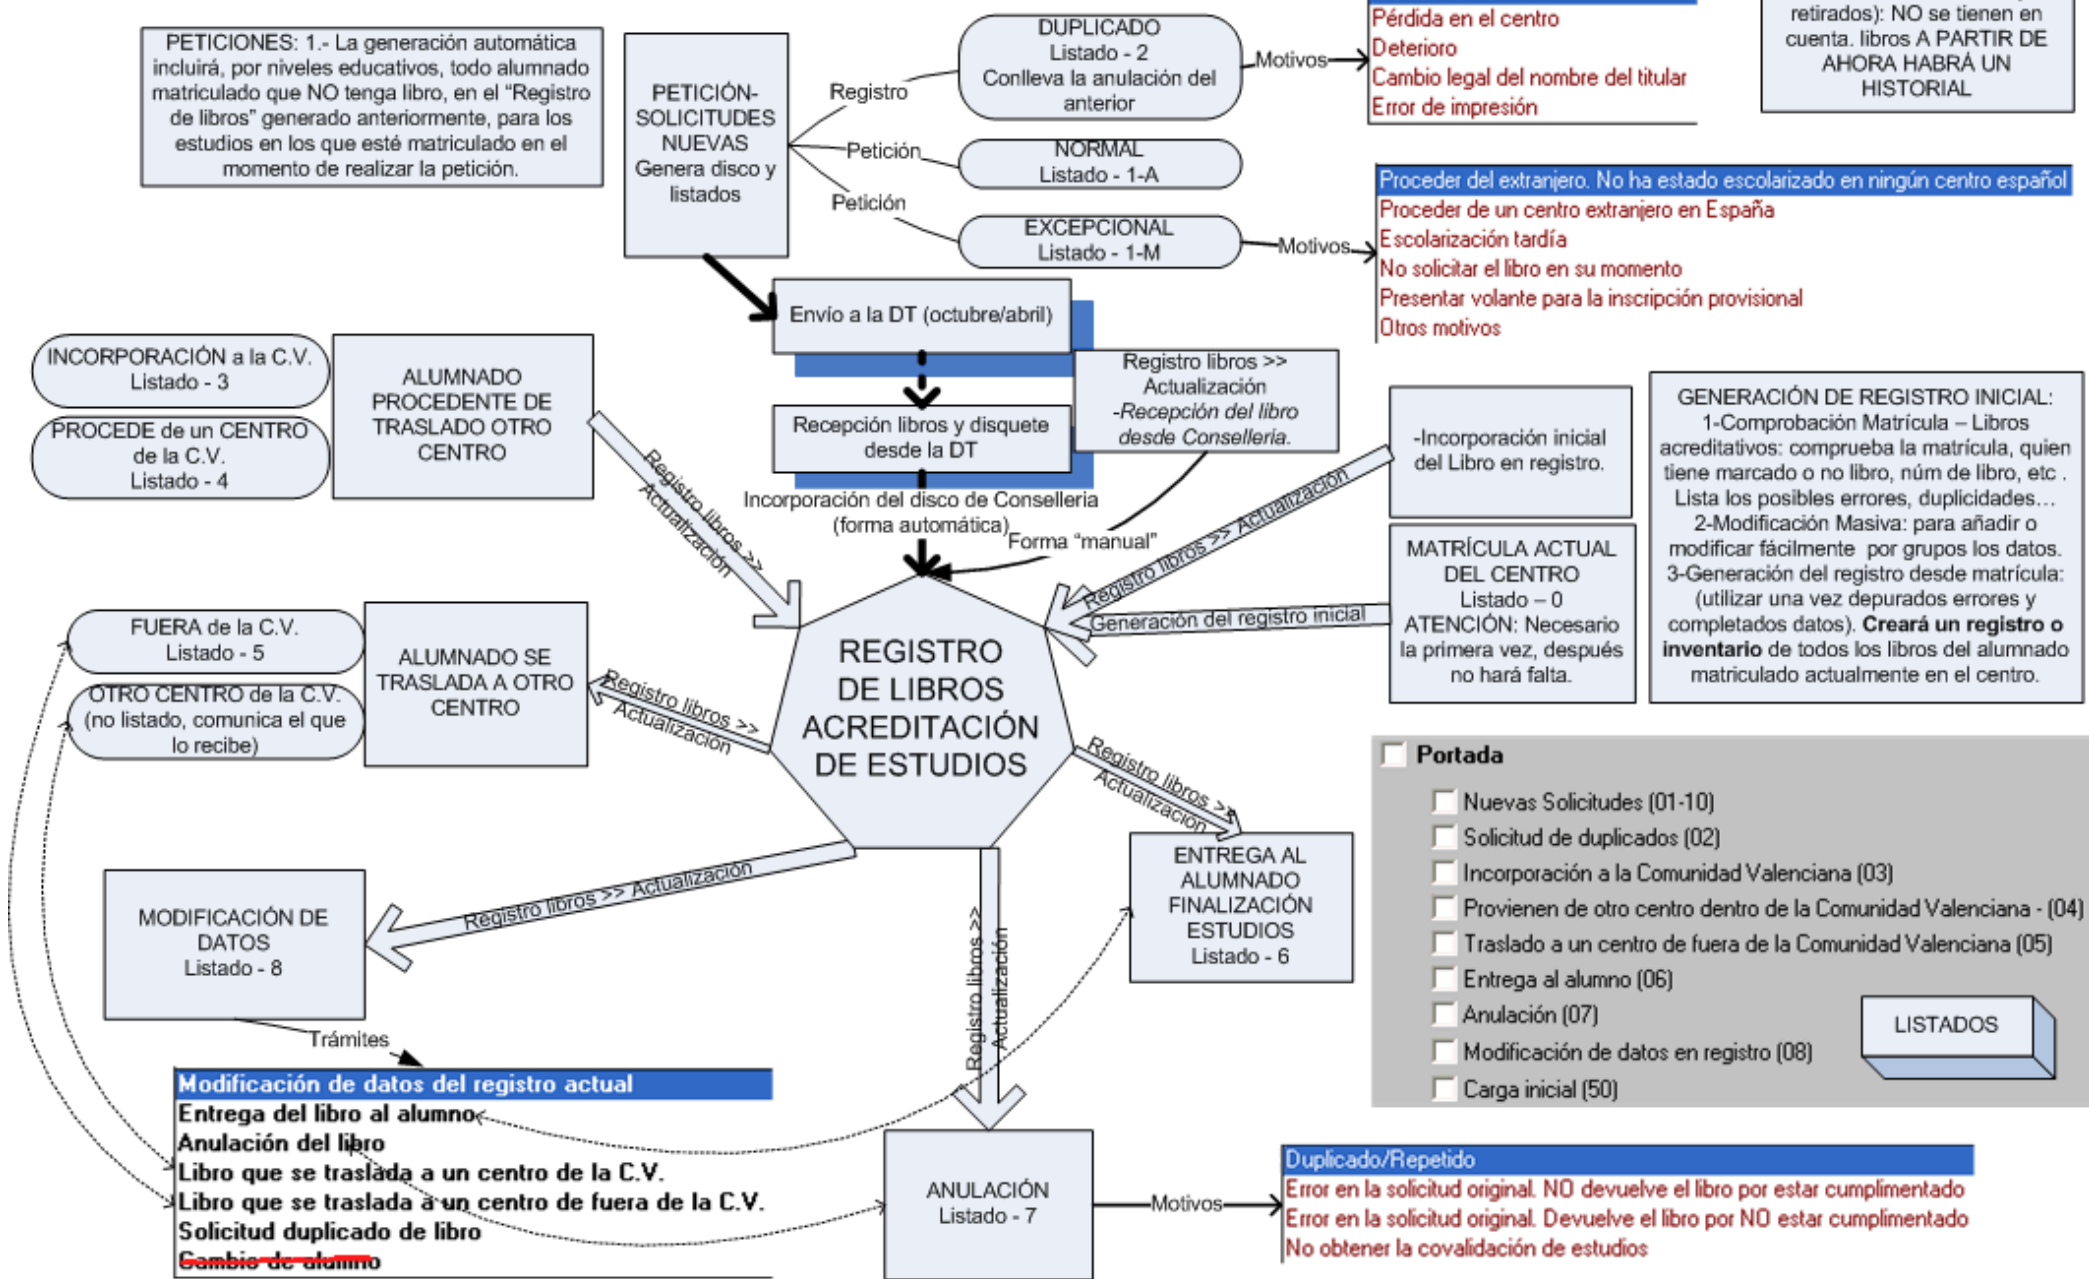 PETICIONES: 1.- La generación automática
incluirá, por niveles educativos, todo alumnado
matriculado que NO tenga libro, en el “Registro
de libros” generado anteriormente, para los
estudios en los que esté matriculado en el
momento de realizar la petición.
PETICIÓN-
SOLICITUDES
NUEVAS
Genera disco y
listados
Registro
Petición
Petición
DUPLICADO
Listado - 2
Conlleva la anulación del
anterior
NORMAL
Listado - 1-A
EXCEPCIONAL
Listado - 1-M
Motivos
Pérdida en el centro
Deterioro
Cambio legal del nombre del titular
Error de impresión
retirados): NO se tienen en
cuenta. libros A PARTIR DE
AHORA HABRÁ UN
HISTORIAL
Motivos
Proceder del extranjero. No ha estado escolarizado en ningún centro español
Proceder de un centro extranjero en España
Escolarización tardía
No solicitar el libro en su momento
Presentar volante para la inscripción provisional
Otros motivos
Envío a la DT (octubre/abril)
Recepción libros y disquete
desde la DT
Incorporación del disco de Conselleria
(forma automática)
Registro libros >>
Actualización
-Recepción del libro
desde Consellería.
Forma “manual”
INCORPORACIÓN a la C.V.
Listado - 3
PROCEDE de un CENTRO
de la C.V.
Listado - 4
ALUMNADO
PROCEDENTE DE
TRASLADO OTRO
CENTRO
Registro libros >>
Actualización
-Incorporación inicial
del Libro en registro.
Registro libros >> Actualización
MATRÍCULA ACTUAL
DEL CENTRO
Listado – 0
ATENCIÓN: Necesario
la primera vez, después
no hará falta.
Generación del registro inicial
GENERACIÓN DE REGISTRO INICIAL:
1-Comprobación Matrícula – Libros
acreditativos: comprueba la matrícula, quien
tiene marcado o no libro, núm de libro, etc .
Lista los posibles errores, duplicidades…
2-Modificación Masiva: para añadir o
modificar fácilmente por grupos los datos.
3-Generación del registro desde matrícula:
(utilizar una vez depurados errores y
completados datos). Creará un registro o
inventario de todos los libros del alumnado
matriculado actualmente en el centro.
FUERA de la C.V.
Listado - 5
OTRO CENTRO de la C.V.
(no listado, comunica el que
lo recibe)
ALUMNADO SE
TRASLADA A OTRO
CENTRO
Registro libros >>
Actualización
REGISTRO
DE LIBROS
ACREDITACIÓN
DE ESTUDIOS
Registro libros >>
Actualización
ENTREGA AL
ALUMNADO
FINALIZACIÓN
ESTUDIOS
Listado - 6
Portada
Nuevas Solicitudes (01-10)
Solicitud de duplicados (02)
Incorporación a la Comunidad Valenciana (03)
Provienen de otro centro dentro de la Comunidad Valenciana - (04)
Traslado a un centro de fuera de la Comunidad Valenciana (05)
Entrega al alumno (06)
Anulación (07)
Modificación de datos en registro (08)
Carga inicial (50)
LISTADOS
MODIFICACIÓN DE
DATOS
Listado - 8
Registro libros >> Actualización
Trámites
Modificación de datos del registro actual
Entrega del libro al alumno
Anulación del libro
Libro que se traslada a un centro de la C.V.
Libro que se traslada a un centro de fuera de la C.V.
Solicitud duplicado de libro
Cambio de alumno
Registro libros >>
Actualización
ANULACIÓN
Listado - 7
Motivos
Duplicado/Repetido
Error en la solicitud original. NO devuelve el libro por estar cumplimentado
Error en la solicitud original. Devuelve el libro por NO estar cumplimentado
No obtener la covalidación de estudios